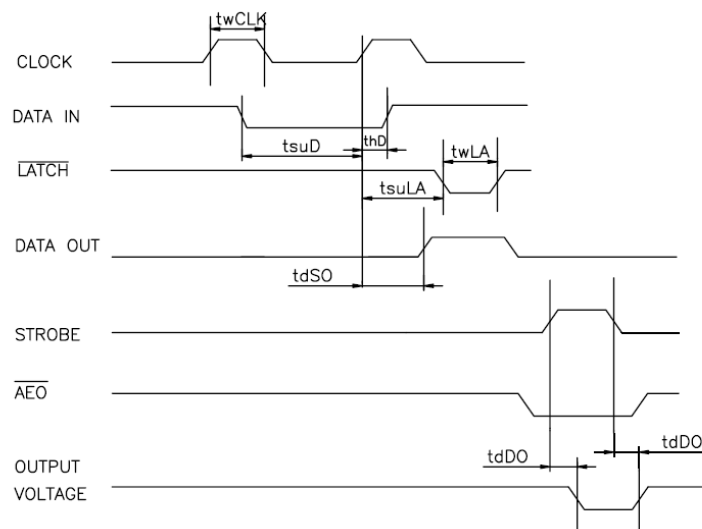 twCLK
CLOCK
DATA IN
tsuD
thD
LATCH
twLA
tsuLA
DATA OUT
tdSO
STROBE
AEO
tdDO
tdDO
OUTPUT
VOLTAGE